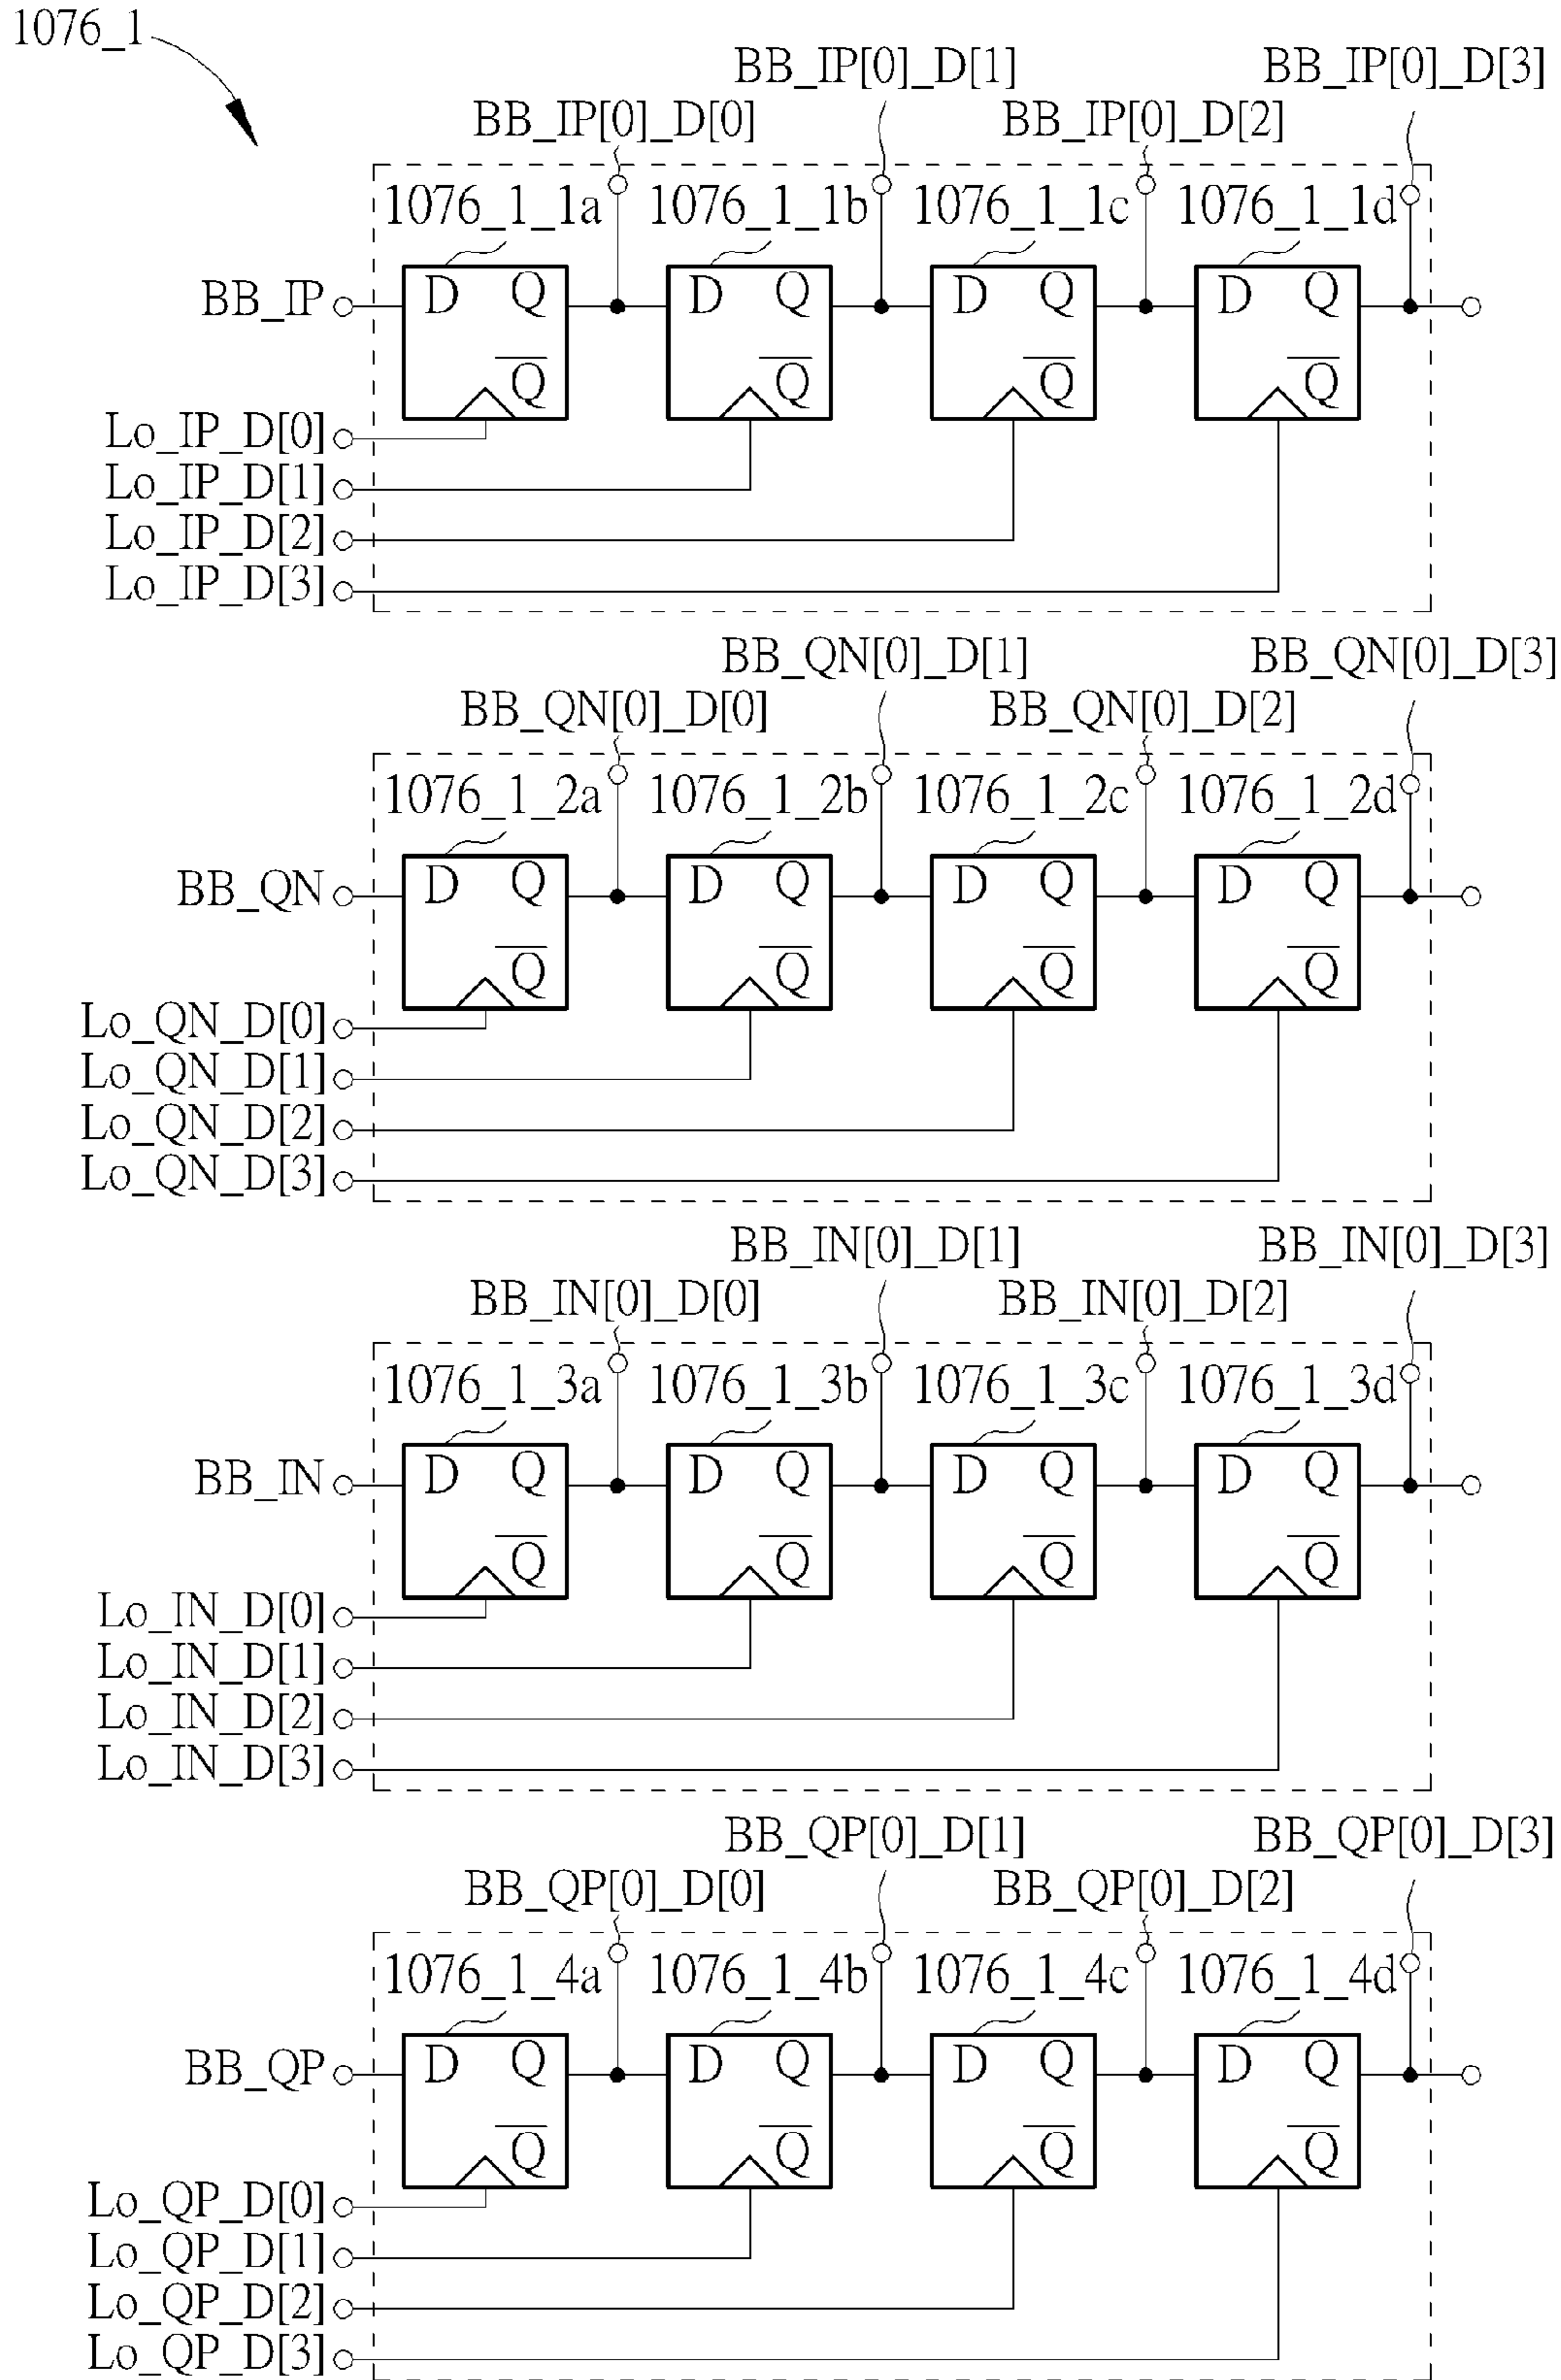 1076_1
BB_IP[0]_D[1] BB_IP[0]_D[3]
BB_IP[0]_D[0] BB_IP[0]_D[2]
1076_1_1a 1076_1_1b 1076_1_1c 1076_1_1d
BB_IP D Q D Q D Q D Q
Q̅ Q̅ Q̅ Q̅
Lo_IP_D[0]
Lo_IP_D[1]
Lo_IP_D[2]
Lo_IP_D[3]
BB_QN[0]_D[1] BB_QN[0]_D[3]
BB_QN[0]_D[0] BB_QN[0]_D[2]
1076_1_2a 1076_1_2b 1076_1_2c 1076_1_2d
BB_QN D Q D Q D Q D Q
Q̅ Q̅ Q̅ Q̅
Lo_QN_D[0]
Lo_QN_D[1]
Lo_QN_D[2]
Lo_QN_D[3]
BB_IN[0]_D[1] BB_IN[0]_D[3]
BB_IN[0]_D[0] BB_IN[0]_D[2]
1076_1_3a 1076_1_3b 1076_1_3c 1076_1_3d
BB_IN D Q D Q D Q D Q
Q̅ Q̅ Q̅ Q̅
Lo_IN_D[0]
Lo_IN_D[1]
Lo_IN_D[2]
Lo_IN_D[3]
BB_QP[0]_D[1] BB_QP[0]_D[3]
BB_QP[0]_D[0] BB_QP[0]_D[2]
1076_1_4a 1076_1_4b 1076_1_4c 1076_1_4d
BB_QP D Q D Q D Q D Q
Q̅ Q̅ Q̅ Q̅
Lo_QP_D[0]
Lo_QP_D[1]
Lo_QP_D[2]
Lo_QP_D[3]